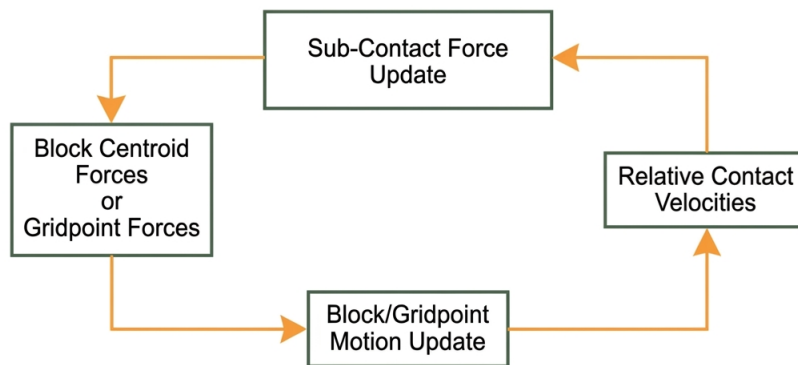 Sub-Contact Force
Update
Block Centroid
Forces
or
Gridpoint Forces
Relative Contact
Velocities
Block/Gridpoint
Motion Update